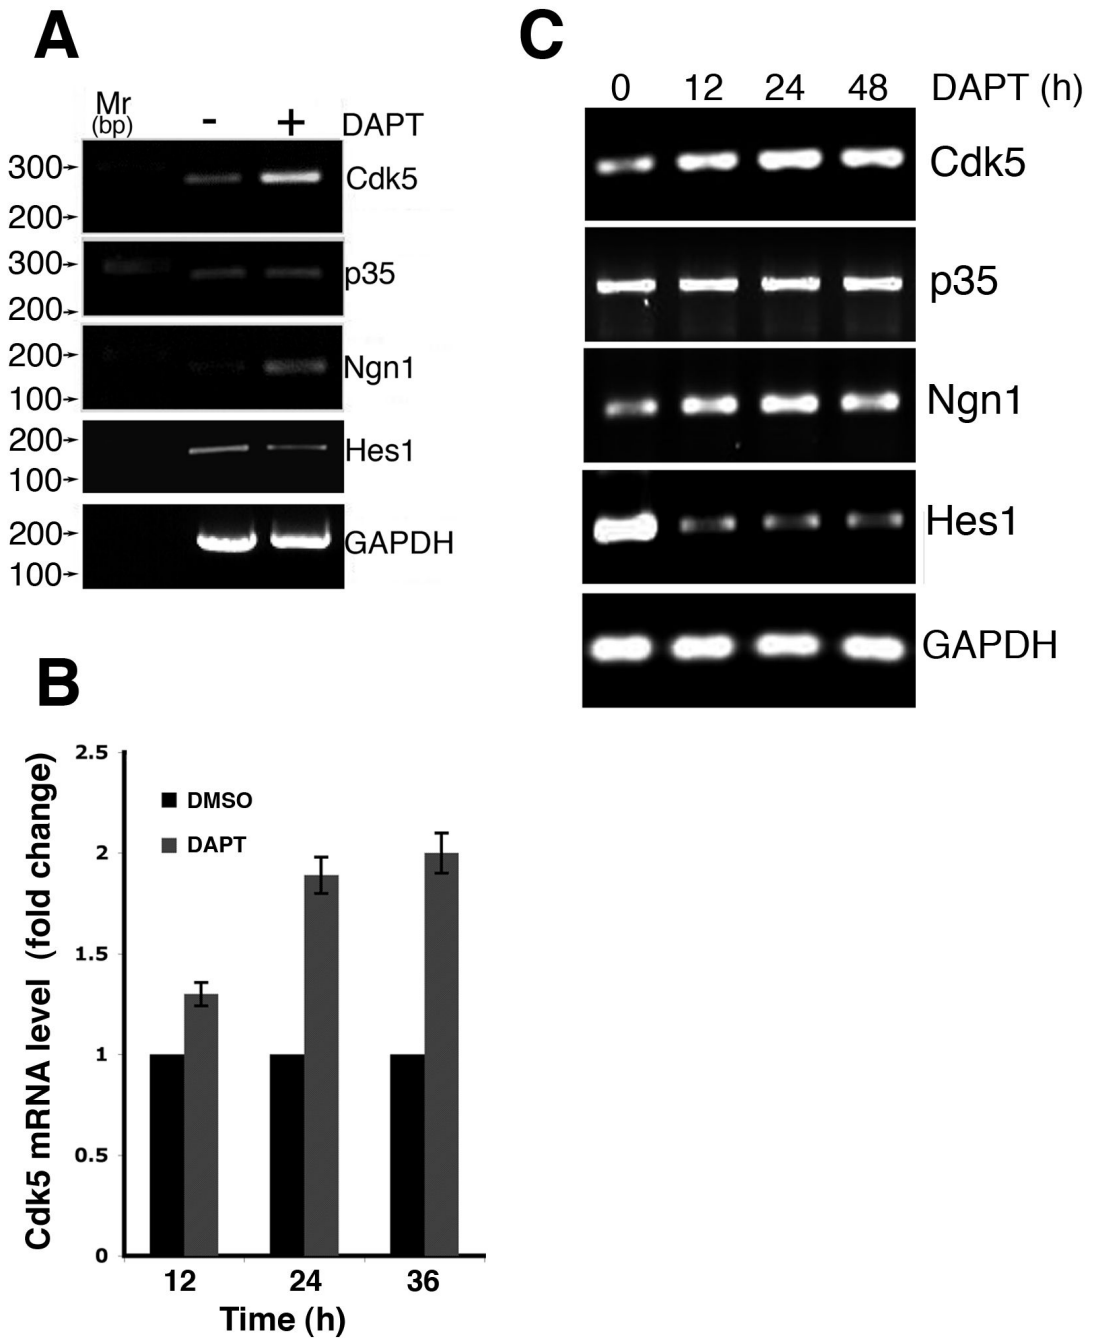 A
Mr
(bp)
- + DAPT
300
200
Cdk5
300
200
p35
200
100
Ngn1
200
100
Hes1
200
100
GAPDH
B
Cdk5 mRNA level (fold change)
2.5
2
1.5
1
0.5
0
DMSO
DAPT
12 24 36
Time (h)
C
0 12 24 48 DAPT (h)
Cdk5
p35
Ngn1
Hes1
GAPDH